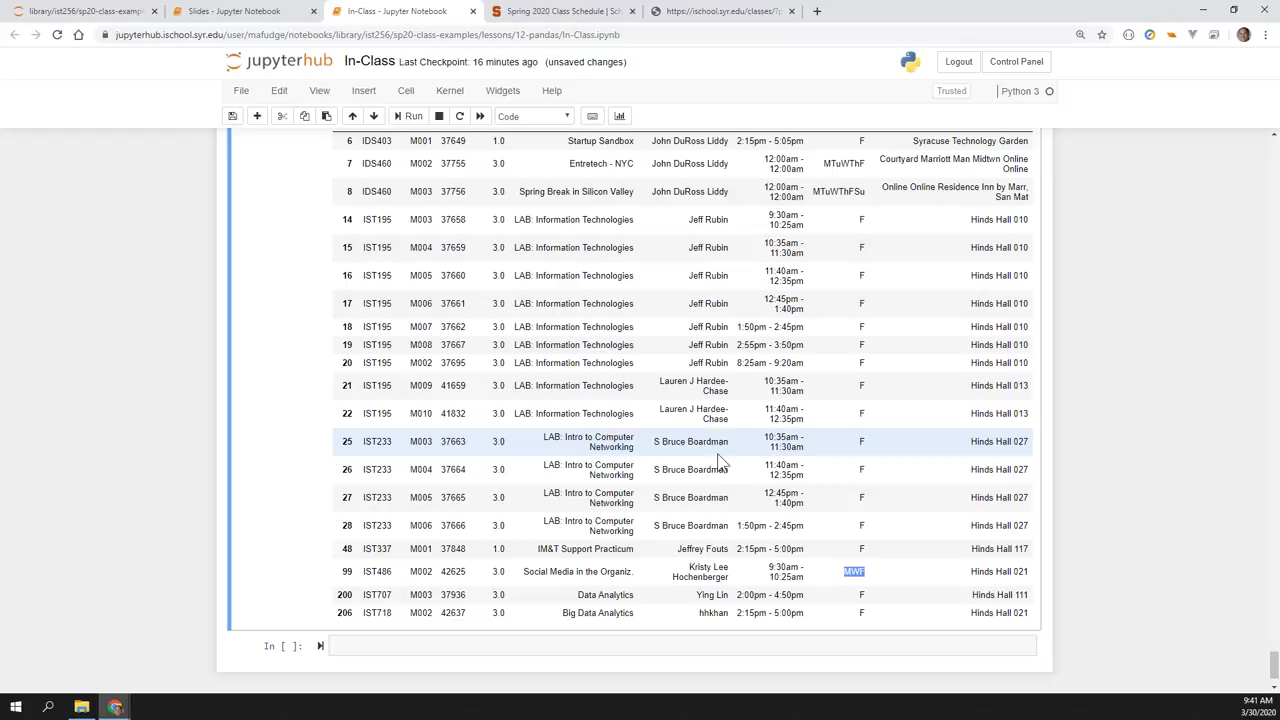 library/ist256/sp20-class-exampl
Slides - Jupyter Notebook
In-Class - Jupyter Notebook
Spring 2020 Class Schedule | Sch
https://ischool.syr.edu/classes/?p
jupyterhub.ischool.syr.edu/user/mafudge/notebooks/library/ist256/sp20-class-examples/lessons/12-pandas/In-Class.ipynb
jupyterhub In-Class Last Checkpoint: 16 minutes ago (unsaved changes) Logout Control Panel
File Edit View Insert Cell Kernel Widgets Help Trusted Python 3
Run Code
6 IDS403 M001 37649 1.0 Startup Sandbox John DuRoss Liddy 2:15pm - 5:05pm F Syracuse Technology Garden
7 IDS460 M002 37755 3.0 Entretech - NYC John DuRoss Liddy 12:00am - 12:00am MTuWThF Courtyard Marriott Man Midtwn Online Online
8 IDS460 M003 37756 3.0 Spring Break in Silicon Valley John DuRoss Liddy 12:00am - 12:00am MTuWThFSu Online Online Residence Inn by Marr, San Mat
14 IST195 M003 37658 3.0 LAB: Information Technologies Jeff Rubin 9:30am - 10:25am F Hinds Hall 010
15 IST195 M004 37659 3.0 LAB: Information Technologies Jeff Rubin 10:35am - 11:30am F Hinds Hall 010
16 IST195 M005 37660 3.0 LAB: Information Technologies Jeff Rubin 11:40am - 12:35pm F Hinds Hall 010
17 IST195 M006 37661 3.0 LAB: Information Technologies Jeff Rubin 12:45pm - 1:40pm F Hinds Hall 010
18 IST195 M007 37662 3.0 LAB: Information Technologies Jeff Rubin 1:50pm - 2:45pm F Hinds Hall 010
19 IST195 M008 37667 3.0 LAB: Information Technologies Jeff Rubin 2:55pm - 3:50pm F Hinds Hall 010
20 IST195 M002 37695 3.0 LAB: Information Technologies Jeff Rubin 8:25am - 9:20am F Hinds Hall 010
21 IST195 M009 41659 3.0 LAB: Information Technologies Lauren J Hardee-Chase 10:35am - 11:30am F Hinds Hall 013
22 IST195 M010 41832 3.0 LAB: Information Technologies Lauren J Hardee-Chase 11:40am - 12:35pm F Hinds Hall 013
25 IST233 M003 37663 3.0 LAB: Intro to Computer Networking S Bruce Boardman 10:35am - 11:30am F Hinds Hall 027
26 IST233 M004 37664 3.0 LAB: Intro to Computer Networking S Bruce Boardman 11:40am - 12:35pm F Hinds Hall 027
27 IST233 M005 37665 3.0 LAB: Intro to Computer Networking S Bruce Boardman 12:45pm - 1:40pm F Hinds Hall 027
28 IST233 M006 37666 3.0 LAB: Intro to Computer Networking S Bruce Boardman 1:50pm - 2:45pm F Hinds Hall 027
48 IST337 M001 37848 1.0 IM&T Support Practicum Jeffrey Fouts 2:15pm - 5:00pm F Hinds Hall 117
99 IST486 M002 42625 3.0 Social Media in the Organiz. Kristy Lee Hochenberger 9:30am - 10:25am MWF Hinds Hall 021
200 IST707 M003 37936 3.0 Data Analytics Ying Lin 2:00pm - 4:50pm F Hinds Hall 111
206 IST718 M002 42637 3.0 Big Data Analytics hhkhan 2:15pm - 5:00pm F Hinds Hall 021
In [ ]:
9:41 AM
3/30/2020